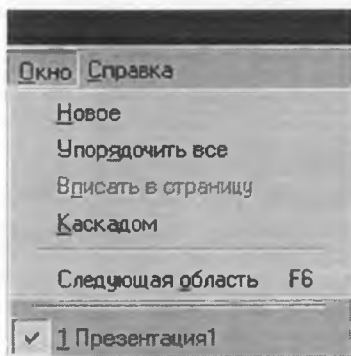 Окно Справка
Новое
Упорядочить все
Вписать в страницу
Каскадом
Следующая область F6
1 Презентация1